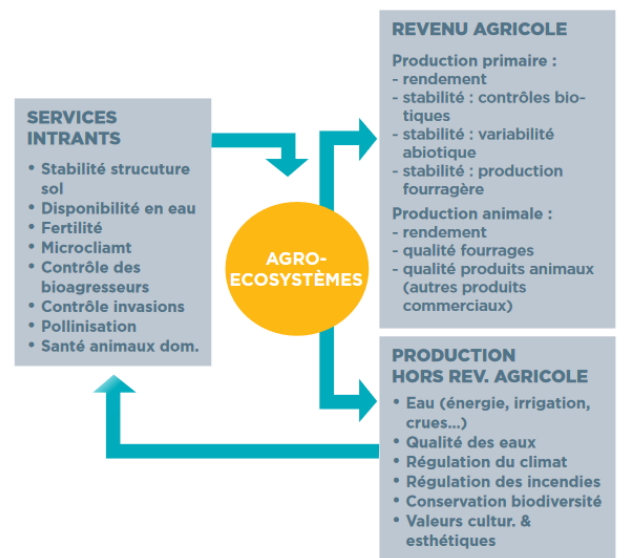 SERVICES
INTRANTS
• Stabilité strucuture
sol
• Disponibilité en eau
• Fertilité
• Microcliamt
• Contrôle des
bioagresseurs
• Contrôle invasions
• Pollinisation
• Santé animaux dom.
AGRO-
ECOSYSTÈMES
REVENU AGRICOLE
Production primaire :
- rendement
- stabilité : contrôles bio-
tiques
- stabilité : variabilité
abiotique
- stabilité : production
fourragère
Production animale :
- rendement
- qualité fourrages
- qualité produits animaux
(autres produits
commerciaux)
PRODUCTION
HORS REV. AGRICOLE
• Eau (énergie, irrigation,
crues...)
• Qualité des eaux
• Régulation du climat
• Régulation des incendies
• Conservation biodiversité
• Valeurs cultur. &
esthétiques